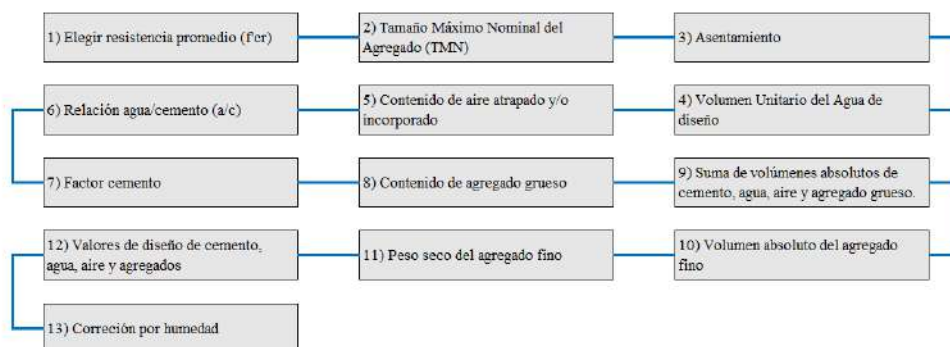 1) Elegir resistencia promedio (f'cr)
2) Tamaño Máximo Nominal del
Agregado (TMN)
3) Asentamiento
4) Volumen Unitario del Agua de
diseño
5) Contenido de aire atrapado y/o
incorporado
6) Relación agua/cemento (a/c)
7) Factor cemento
8) Contenido de agregado grueso
9) Suma de volúmenes absolutos de
cemento, agua, aire y agregado grueso.
10) Volumen absoluto del agregado
fino
11) Peso seco del agregado fino
12) Valores de diseño de cemento,
agua, aire y agregados
13) Correción por humedad